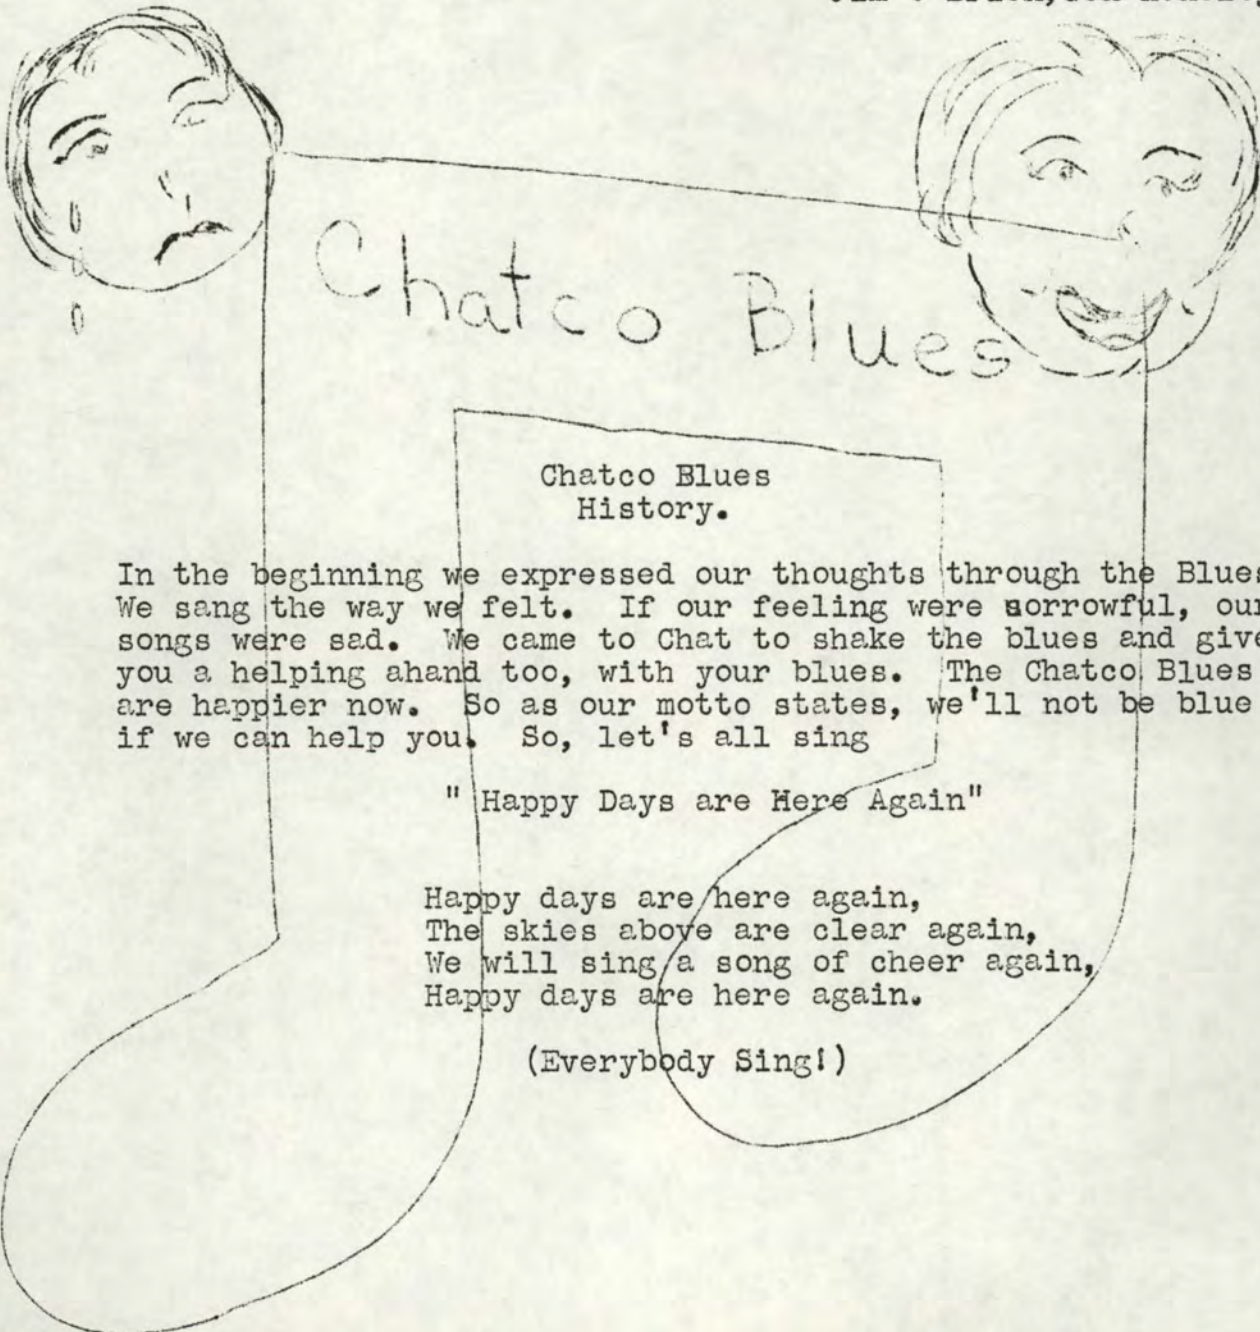 Chatco Blues
Chatco Blues
History.
In the beginning we expressed our thoughts through the Blues
We sang the way we felt. If our feeling were sorrowful, our
songs were sad. We came to Chat to shake the blues and give
you a helping ahand too, with your blues. The Chatco Blues
are happier now. So as our motto states, we'll not be blue
if we can help you. So, let's all sing
" Happy Days are Here Again"
Happy days are here again,
The skies above are clear again,
We will sing a song of cheer again,
Happy days are here again.
(Everybody Sing!)